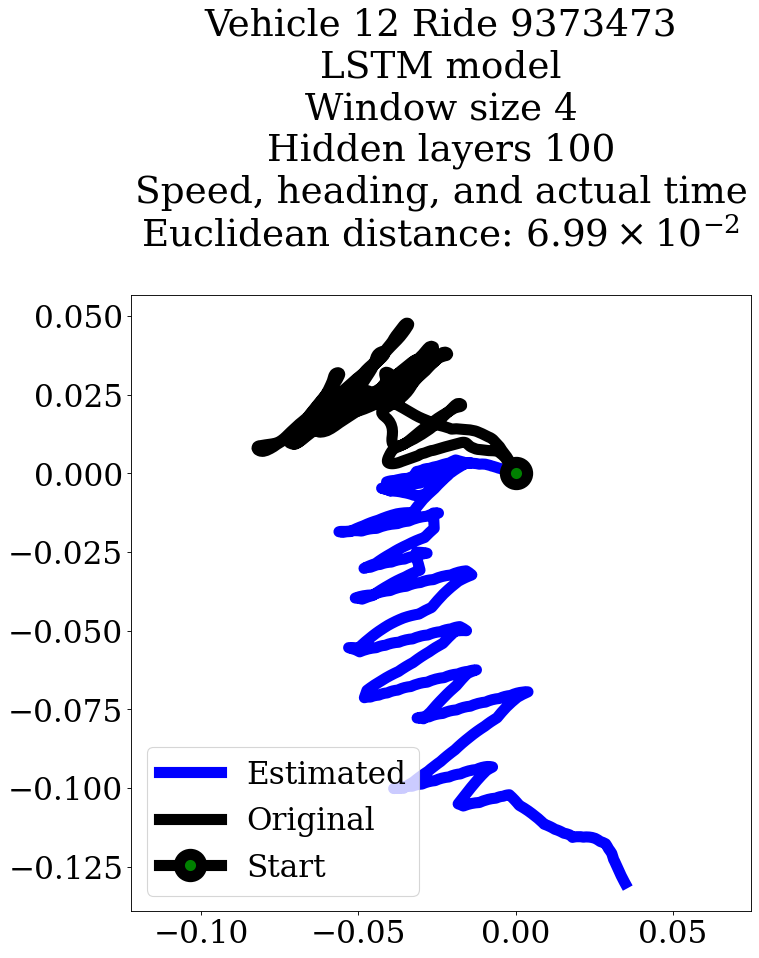 Vehicle 12 Ride 9373473
LSTM model
Window size 4
Hidden layers 100
Speed, heading, and actual time
Euclidean distance: 6.99 × 10⁻²
0.050
0.025
0.000
−0.025
−0.050
−0.075
−0.100
−0.125
Estimated
Original
Start
−0.10 −0.05 0.00 0.05